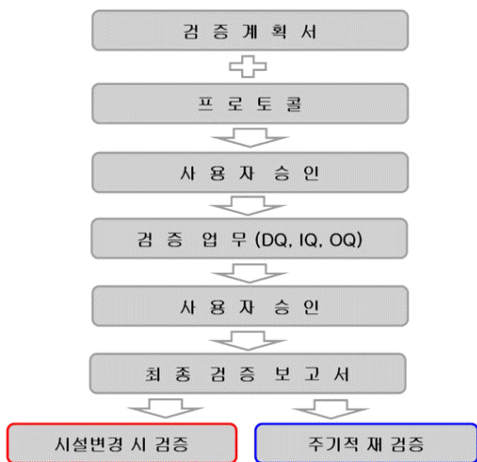 검 증 계 획 서
프 로 토 콜
사 용 자 승 인
검 증 업 무 (DQ, IQ, OQ)
사 용 자 승 인
최 종 검 증 보 고 서
시설변경 시 검증
주기적 재 검증